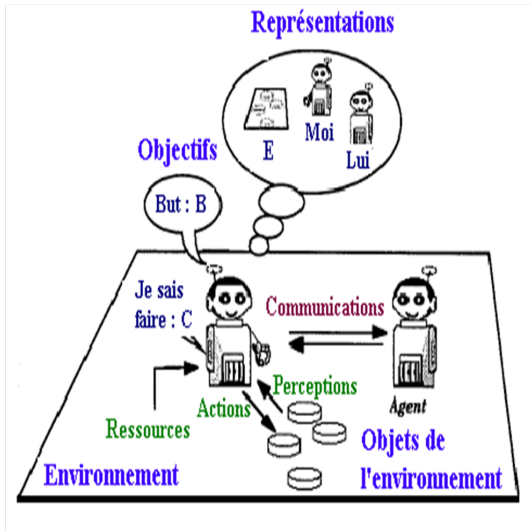 Représentations
E
Moi
Lui
Objectifs
But : B
Je sais
faire : C
Communications
Perceptions
Actions
Ressources
Agent
Objets de
l'environnement
Environnement